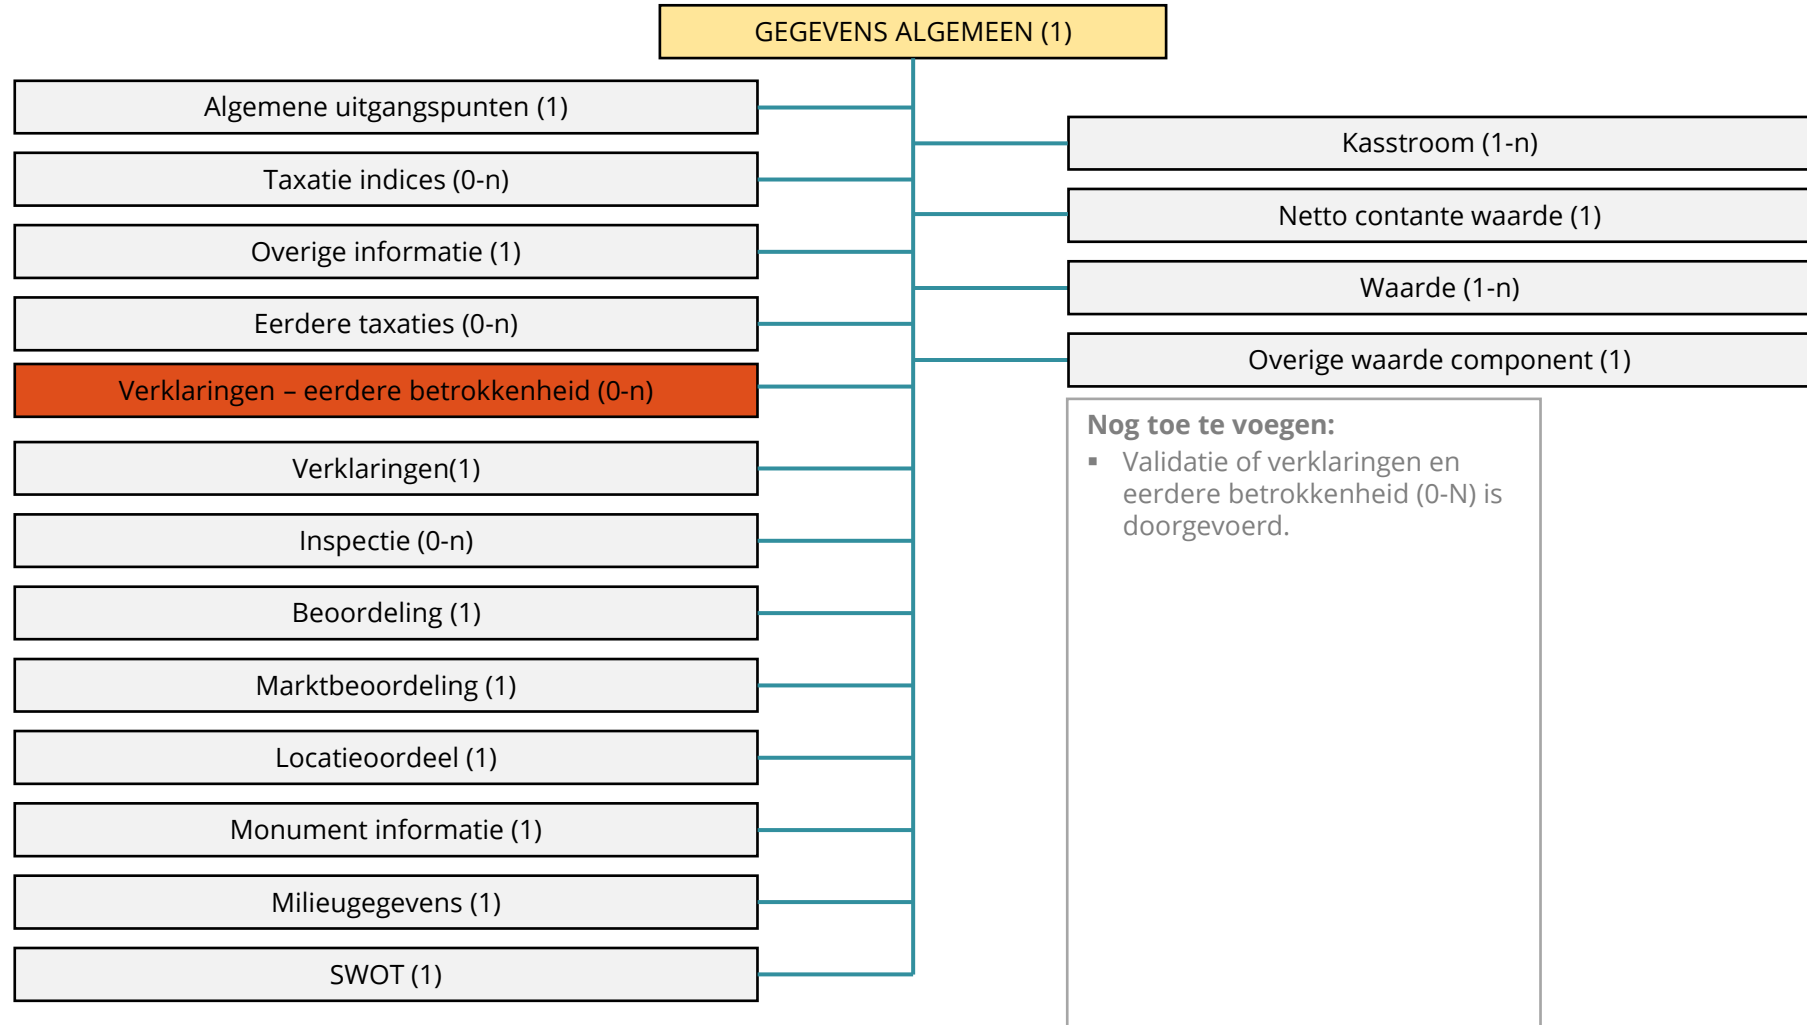 GEGEVENS ALGEMEEN (1)
Algemene uitgangspunten (1)
Taxatie indices (0-n)
Overige informatie (1)
Eerdere taxaties (0-n)
Verklaringen – eerdere betrokkenheid (0-n)
Verklaringen(1)
Inspectie (0-n)
Beoordeling (1)
Marktbeoordeling (1)
Locatieoordeel (1)
Monument informatie (1)
Milieugegevens (1)
SWOT (1)
Kasstroom (1-n)
Netto contante waarde (1)
Waarde (1-n)
Overige waarde component (1)
Nog toe te voegen:
▪ Validatie of verklaringen en
eerdere betrokkenheid (0-N) is
doorgevoerd.